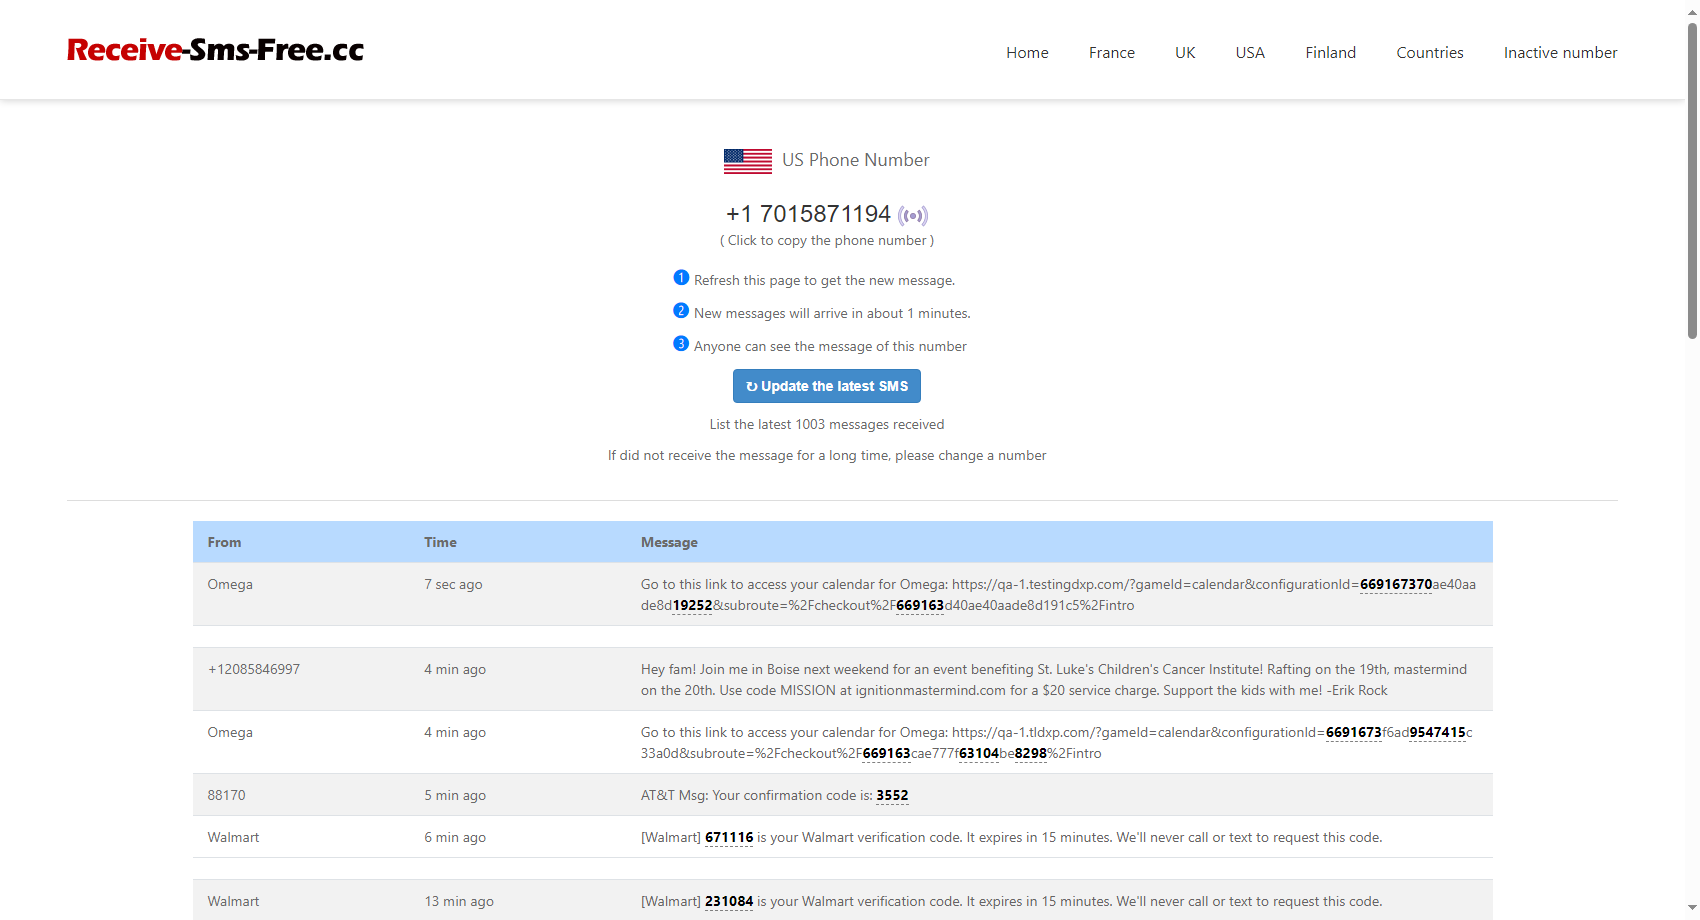 Receive-Sms-Free.cc
Home France UK USA Finland Countries Inactive number
US Phone Number
+1 7015871194
( Click to copy the phone number )
1 Refresh this page to get the new message.
2 New messages will arrive in about 1 minutes.
3 Anyone can see the message of this number
↻ Update the latest SMS
List the latest 1003 messages received
If did not receive the message for a long time, please change a number
From Time Message
Omega 7 sec ago Go to this link to access your calendar for Omega: https://qa-1.testingdxp.com/?gameId=calendar&configurationId=669167370ae40aa
de8d19252&subroute=%2Fcheckout%2F669163d40ae40aade8d191c5%2Fintro
+12085846997 4 min ago Hey fam! Join me in Boise next weekend for an event benefiting St. Luke's Children's Cancer Institute! Rafting on the 19th, mastermind
on the 20th. Use code MISSION at ignitionmastermind.com for a $20 service charge. Support the kids with me! -Erik Rock
Omega 4 min ago Go to this link to access your calendar for Omega: https://qa-1.tldxp.com/?gameId=calendar&configurationId=6691673f6ad9547415c
33a0d&subroute=%2Fcheckout%2F669163cae777f63104be8298%2Fintro
88170 5 min ago AT&T Msg: Your confirmation code is: 3552
Walmart 6 min ago [Walmart] 671116 is your Walmart verification code. It expires in 15 minutes. We'll never call or text to request this code.
Walmart 13 min ago [Walmart] 231084 is your Walmart verification code. It expires in 15 minutes. We'll never call or text to request this code.